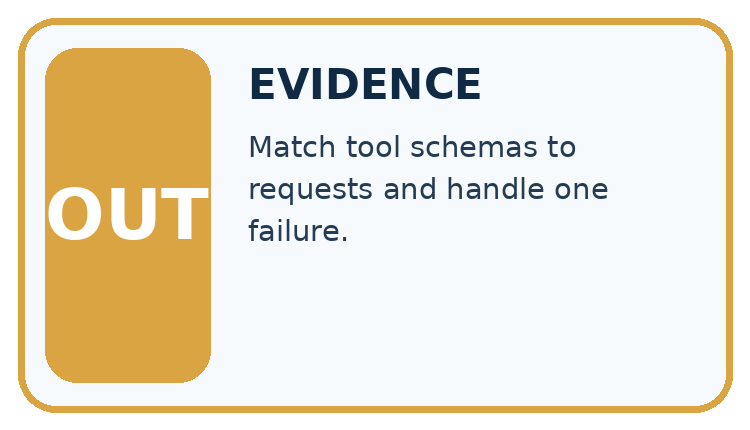 OUT
EVIDENCE
Match tool schemas to
requests and handle one
failure.